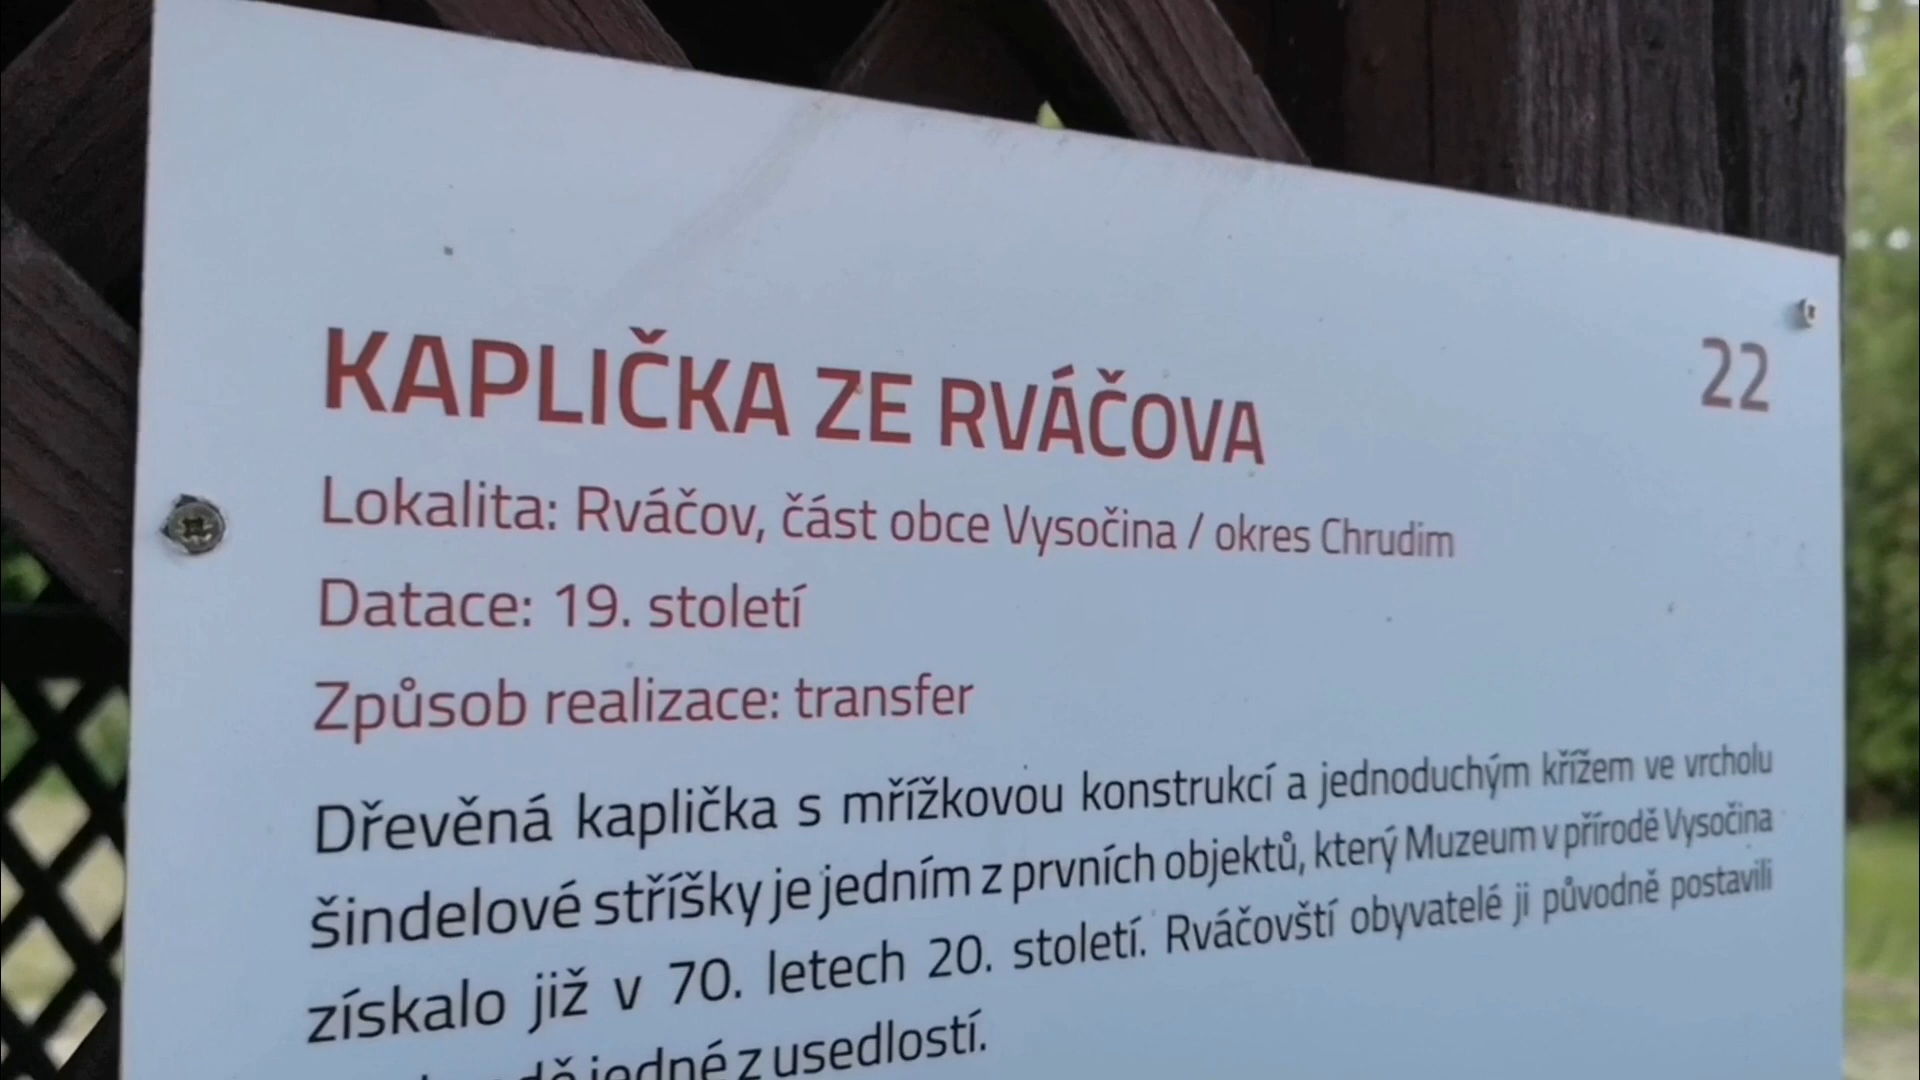 KAPLIČKA ZE RVÁČOVA
22
Lokalita: Rváčov, část obce Vysočina / okres Chrudim
Datace: 19. století
Způsob realizace: transfer
Dřevěná kaplička s mřížkovou konstrukcí a jednoduchým křížem ve vrcholu
šindelové stříšky je jedním z prvních objektů, který Muzeum v přírodě Vysočina
získalo již v 70. letech 20. století. Rváčovští obyvatelé ji původně postavili
jedné z usedlostí.